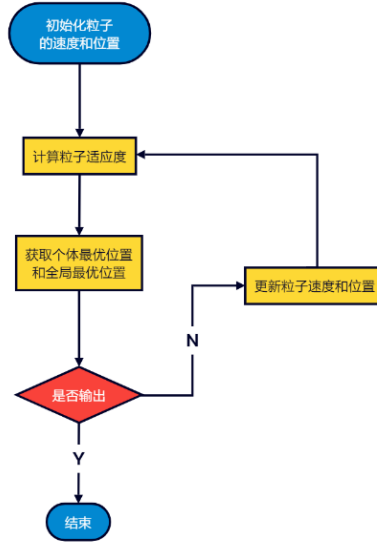 初始化粒子
的速度和位置
计算粒子适应度
获取个体最优位置
和全局最优位置
更新粒子速度和位置
N
是否输出
Y
结束